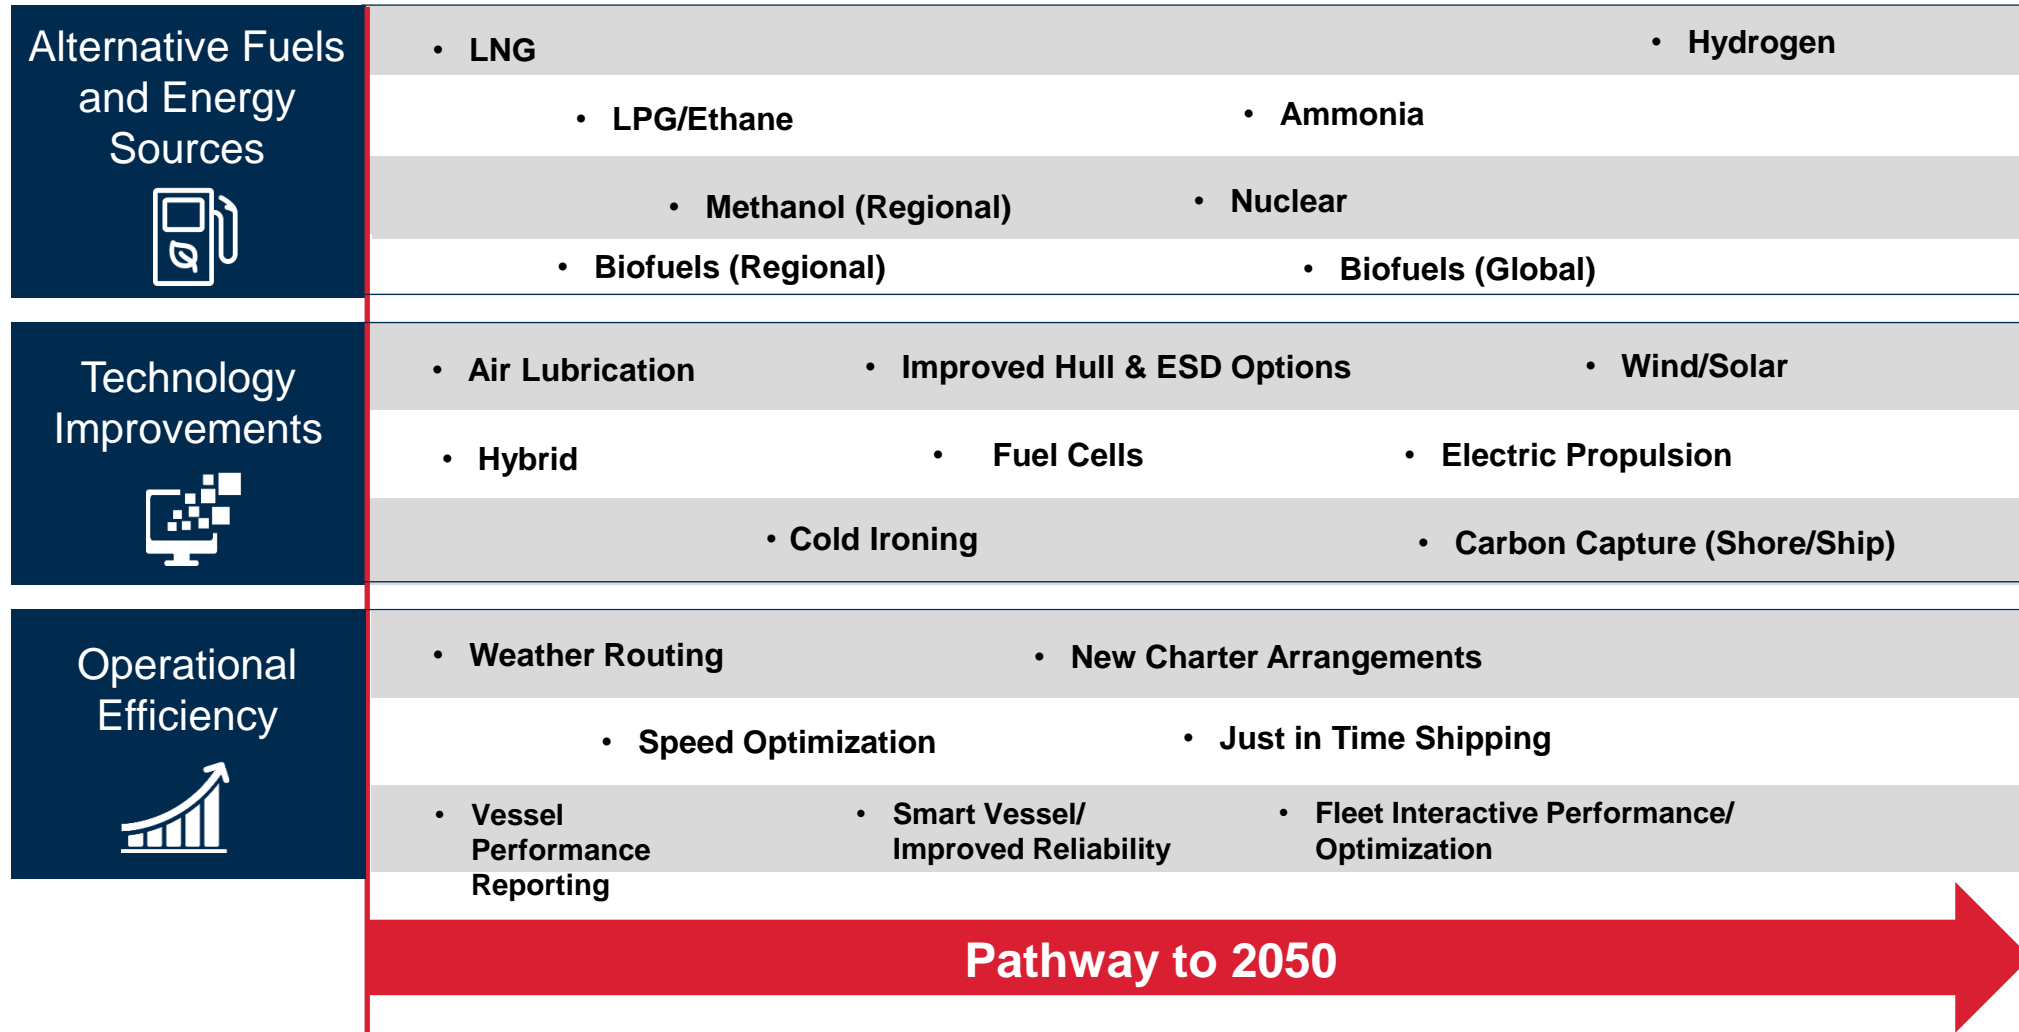 Alternative Fuels
and Energy
Sources
• LNG
• Hydrogen
• LPG/Ethane
• Ammonia
• Methanol (Regional)
• Nuclear
• Biofuels (Regional)
• Biofuels (Global)
Technology
Improvements
• Air Lubrication
• Improved Hull & ESD Options
• Wind/Solar
• Hybrid
• Fuel Cells
• Electric Propulsion
• Cold Ironing
• Carbon Capture (Shore/Ship)
Operational
Efficiency
• Weather Routing
• New Charter Arrangements
• Speed Optimization
• Just in Time Shipping
• Vessel
Performance
Reporting
• Smart Vessel/
Improved Reliability
• Fleet Interactive Performance/
Optimization
Pathway to 2050